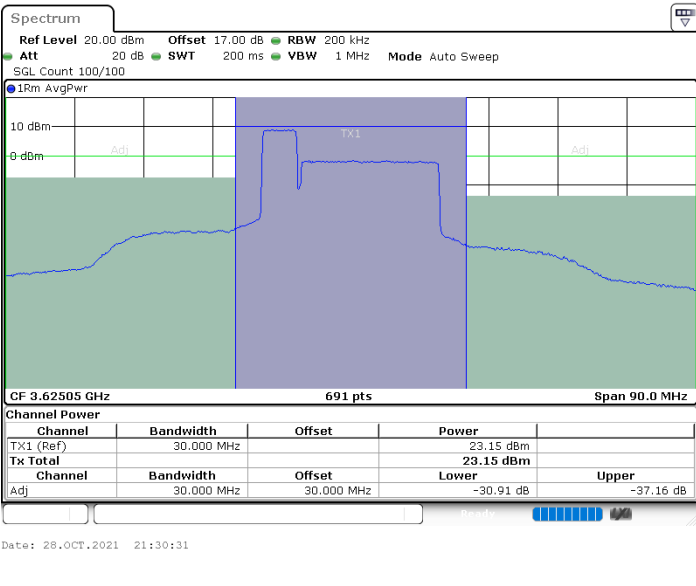 Spectrum
Ref Level 20.00 dBm Offset 17.00 dB RBW 200 kHz
Att 20 dB SWT 200 ms VBW 1 MHz Mode Auto Sweep
SGL Count 100/100
1Rm AvgPwr
10 dBm
TX1
Adj
Adj
0 dBm
CF 3.62505 GHz 691 pts Span 90.0 MHz
Channel Power
Channel Bandwidth Offset Power
TX1 (Ref) 30.000 MHz 23.15 dBm
Tx Total 23.15 dBm
Channel Bandwidth Offset Lower Upper
Adj 30.000 MHz 30.000 MHz -30.91 dB -37.16 dB
Ready
Date: 28.OCT.2021 21:30:31